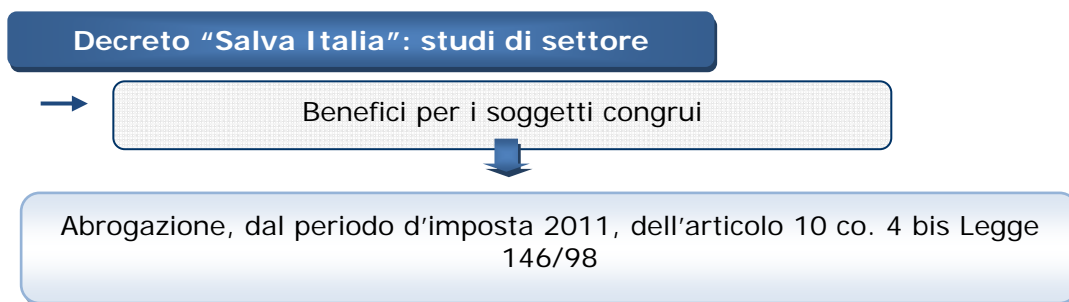 Decreto “Salva Italia”: studi di settore
Benefici per i soggetti congrui
Abrogazione, dal periodo d’imposta 2011, dell’articolo 10 co. 4 bis Legge
146/98